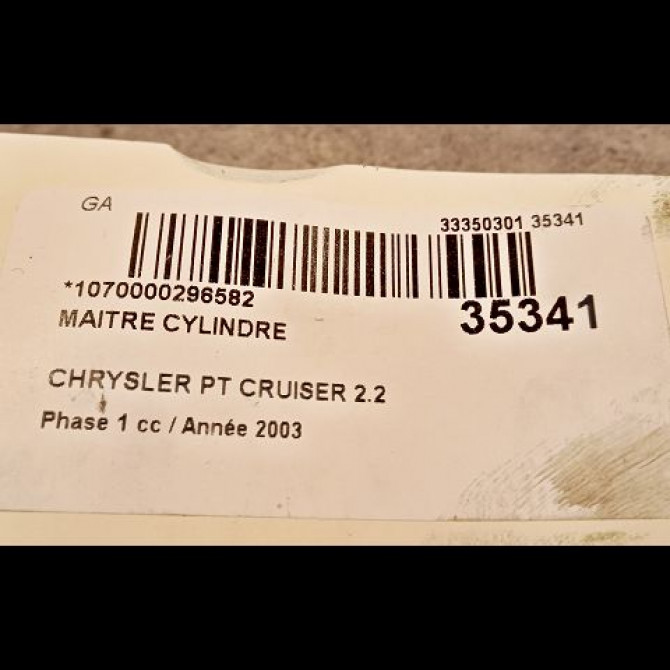 GA
33350301 35341
*1070000296582
35341
MAITRE CYLINDRE
CHRYSLER PT CRUISER 2.2
Phase 1 cc / Année 2003